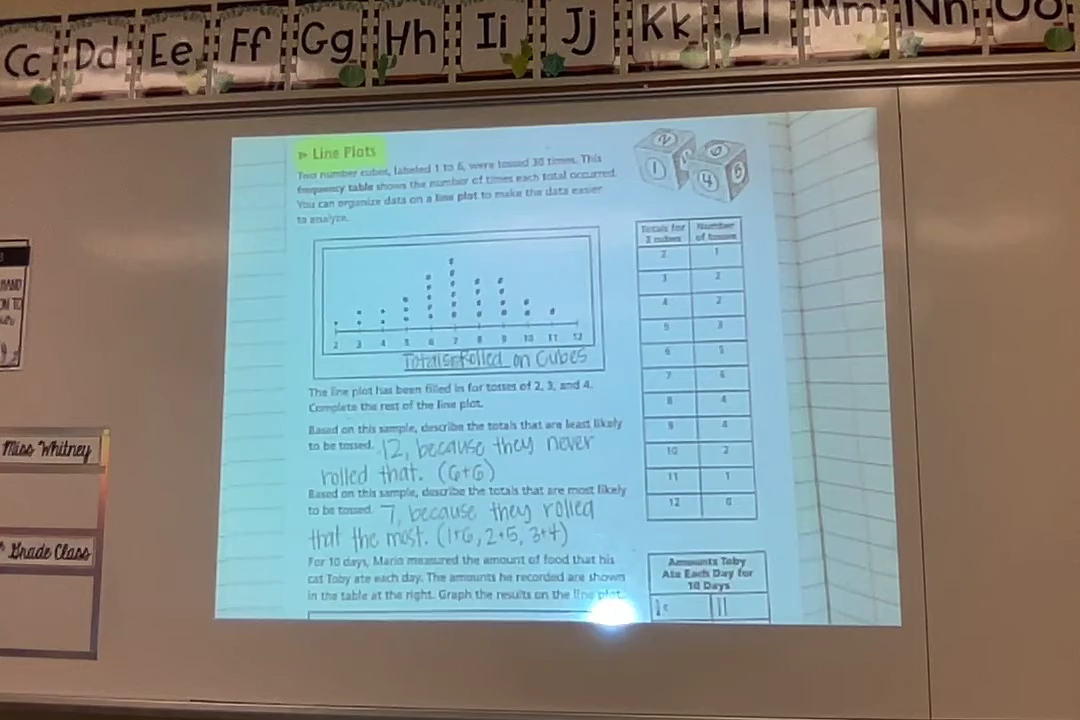 Cc Dd Ee Ff Gg Hh Ii Jj Kk Ll Mm Nn Oo
Line Plots
Two number cubes, labeled 1 to 6, were tossed 30 times. This
frequency table shows the number of times each total occurred.
You can organize data on a line plot to make the data easier
to analyze.
2 3 4 5 6 7 8 9 10 11 12
Totals Rolled on Cubes
The line plot has been filled in for tosses of 2, 3, and 4.
Complete the rest of the line plot.
Based on this sample, describe the totals that are least likely
to be tossed. 12, because they never
rolled that. (6+6)
Based on this sample, describe the totals that are most likely
to be tossed. 7, because they rolled
that the most. (1+6, 2+5, 3+4)
For 10 days, Mario measured the amount of food that his
cat Toby ate each day. The amounts he recorded are shown
in the table at the right. Graph the results on the line plot.
1 4 6
Totals for Number
2 cubes of tosses
2 1
3 2
4 2
5 3
6 5
7 6
8 4
9 4
10 2
11 1
12 0
Amounts Toby
Ate Each Day for
10 Days
Miss Whitney
Grade Class
HAND